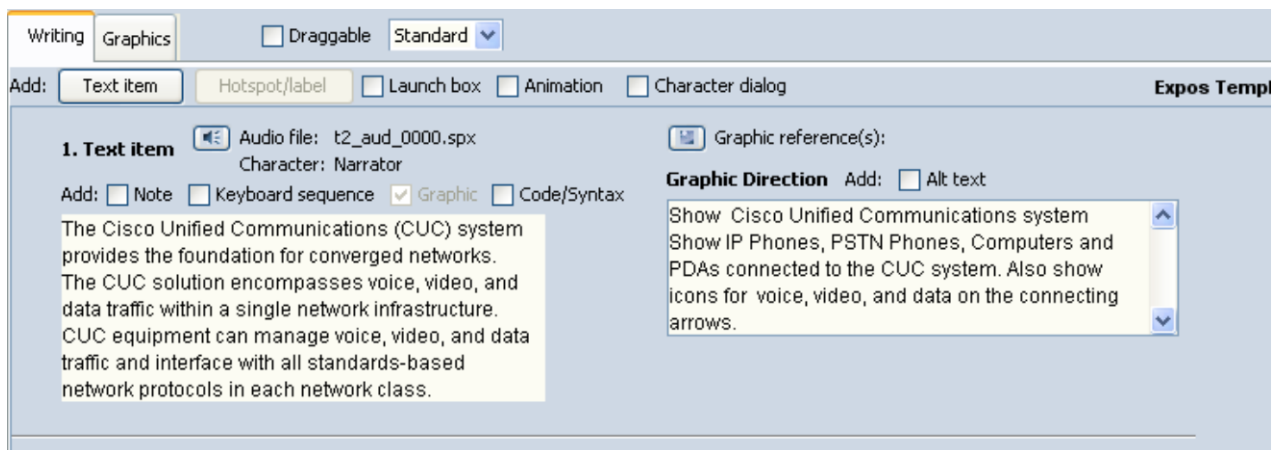 Writing Graphics Draggable Standard
Add: Text item Hotspot/label Launch box Animation Character dialog Expos Templ
1. Text item Audio file: t2_aud_0000.spx
Character: Narrator
Add: Note Keyboard sequence Graphic Code/Syntax
The Cisco Unified Communications (CUC) system
provides the foundation for converged networks.
The CUC solution encompasses voice, video, and
data traffic within a single network infrastructure.
CUC equipment can manage voice, video, and data
traffic and interface with all standards-based
network protocols in each network class.
Graphic reference(s):
Graphic Direction Add: Alt text
Show Cisco Unified Communications system
Show IP Phones, PSTN Phones, Computers and
PDAs connected to the CUC system. Also show
icons for voice, video, and data on the connecting
arrows.